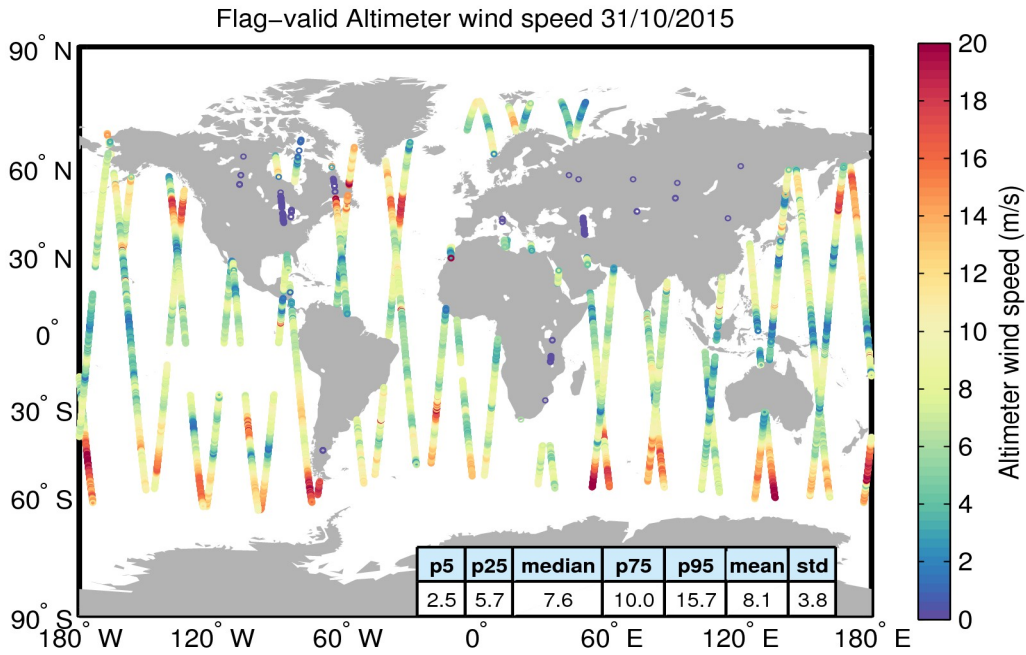 Flag−valid Altimeter wind speed 31/10/2015
90° N
60° N
30° N
0°
30° S
60° S
90° S
180° W
120° W
60° W
0°
60° E
120° E
180° E
p5 p25 median p75 p95 mean std
2.5 5.7 7.6 10.0 15.7 8.1 3.8
20
18
16
14
12
10
8
6
4
2
0
Altimeter wind speed (m/s)